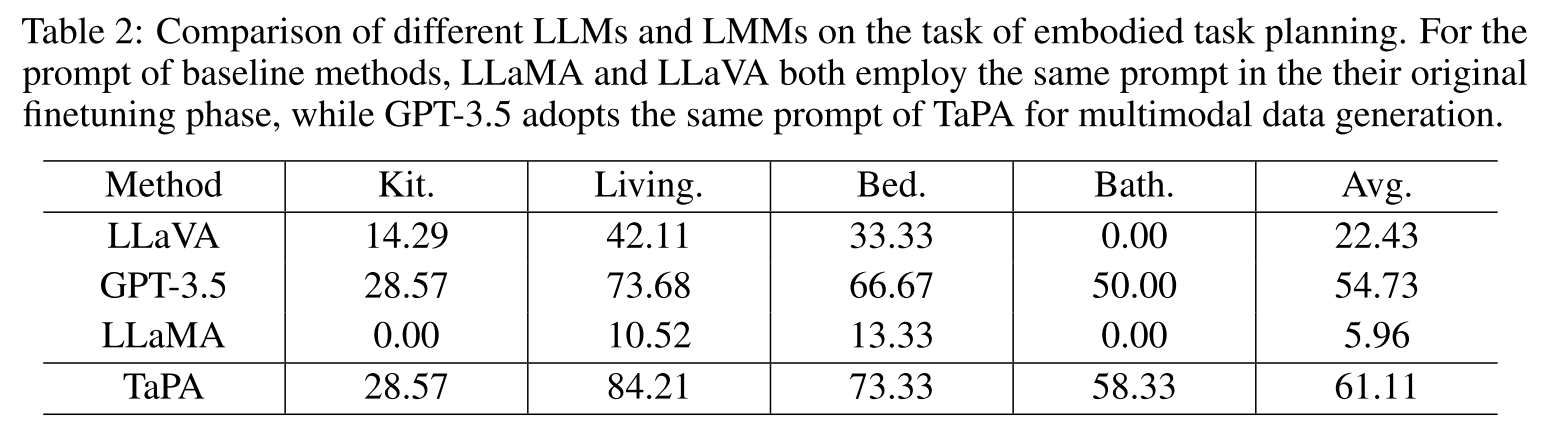 Table 2: Comparison of different LLMs and LMMs on the task of embodied task planning. For the
prompt of baseline methods, LLaMA and LLaVA both employ the same prompt in the their original
finetuning phase, while GPT-3.5 adopts the same prompt of TaPA for multimodal data generation.
Method Kit. Living. Bed. Bath. Avg.
LLaVA 14.29 42.11 33.33 0.00 22.43
GPT-3.5 28.57 73.68 66.67 50.00 54.73
LLaMA 0.00 10.52 13.33 0.00 5.96
TaPA 28.57 84.21 73.33 58.33 61.11